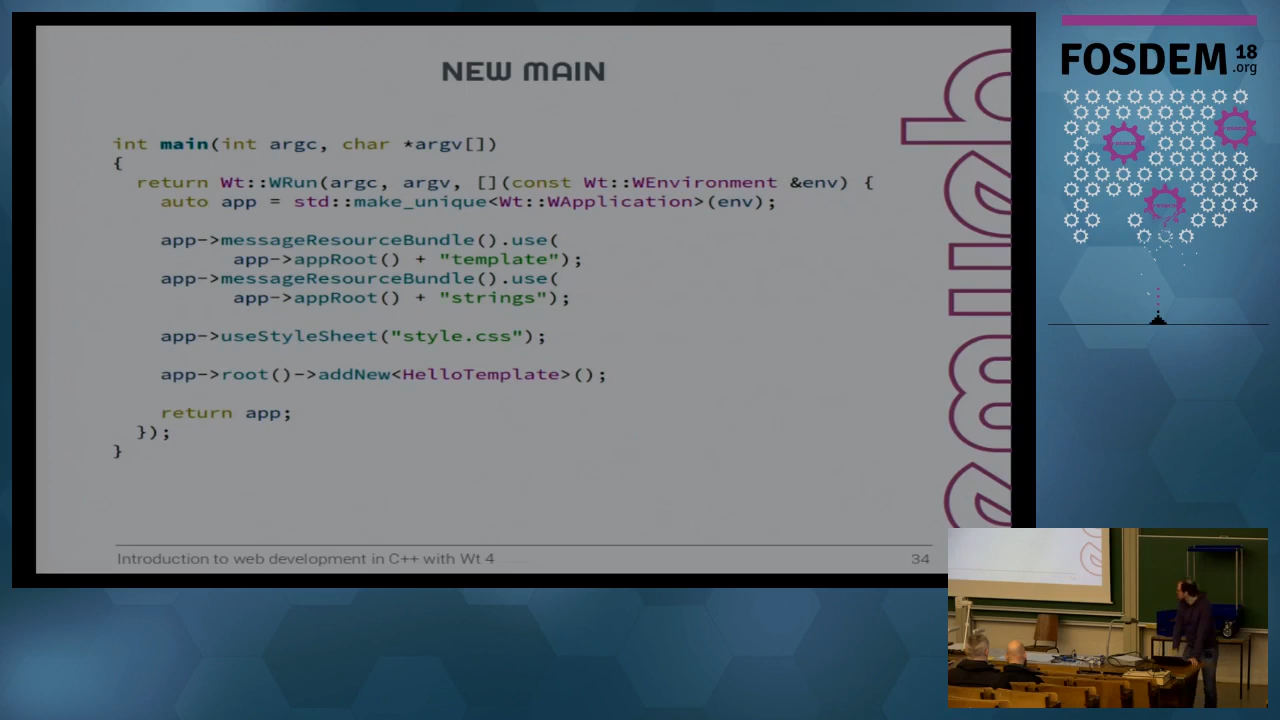 NEW MAIN
int main(int argc, char *argv[])
{
return Wt::WRun(argc, argv, [](const Wt::WEnvironment &env) {
auto app = std::make_unique<Wt::WApplication>(env);
app->messageResourceBundle().use(
app->appRoot() + "template");
app->messageResourceBundle().use(
app->appRoot() + "strings");
app->useStyleSheet("style.css");
app->root()->addNew<HelloTemplate>();
return app;
});
}
Introduction to web development in C++ with Wt 4
34
FOSDEM 18
.org